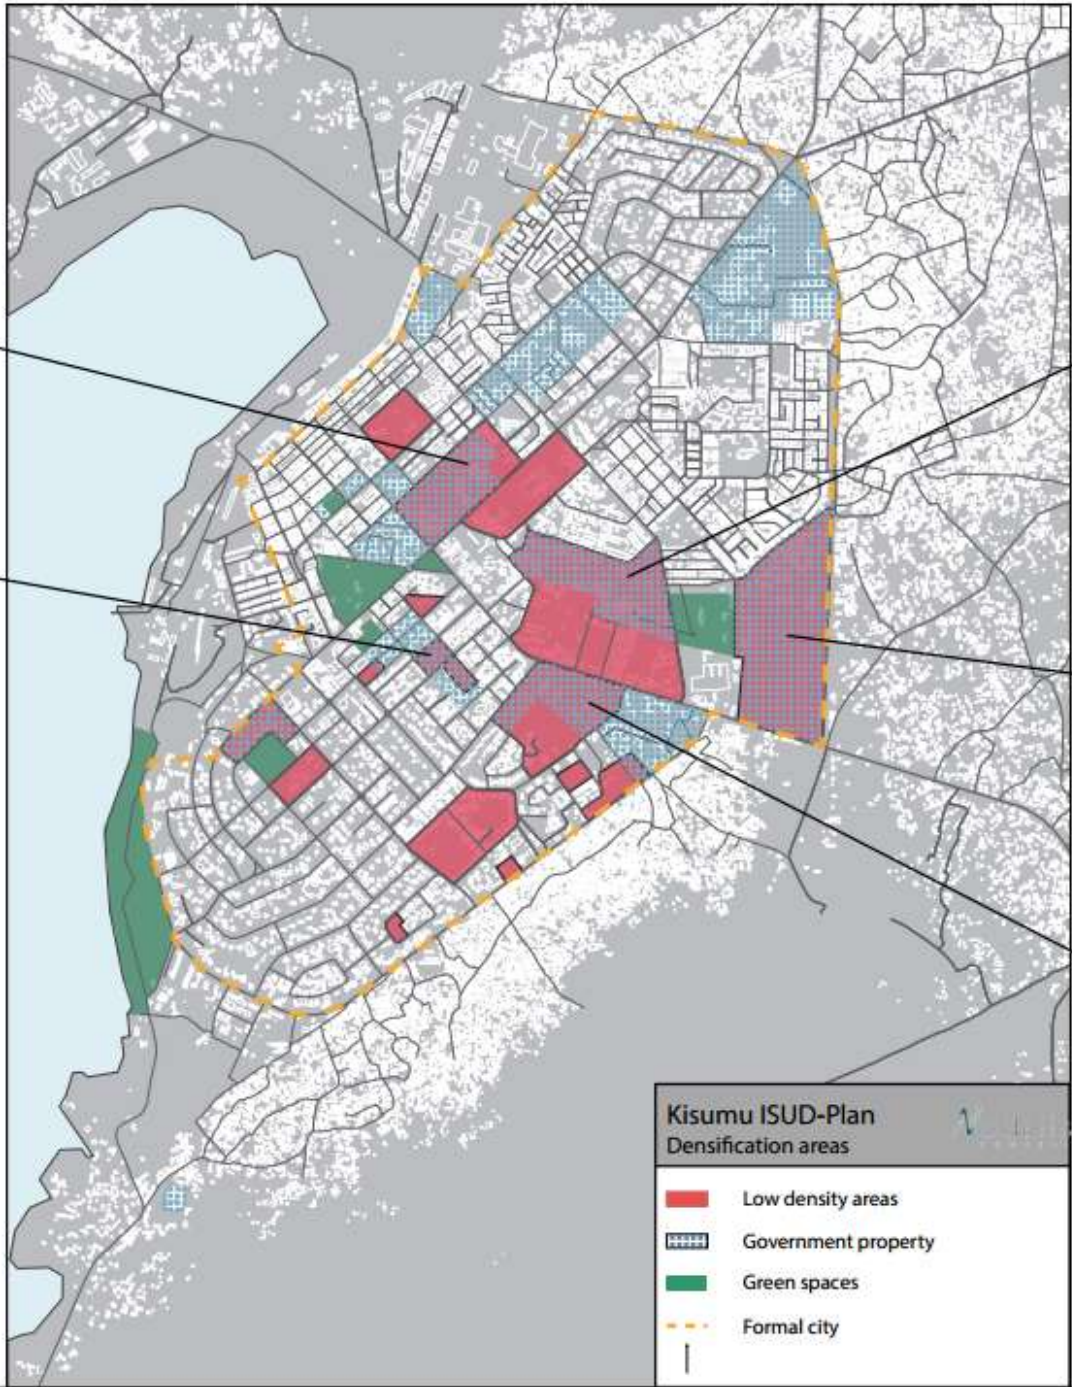 Kisumu ISUD-Plan
Densification areas
Low density areas
Government property
Green spaces
Formal city